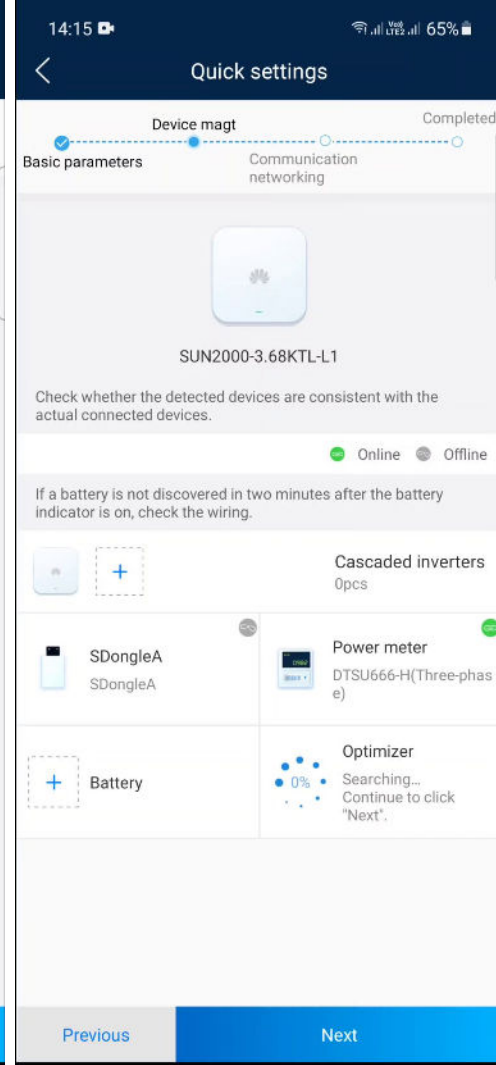 14:15
VoLTE2 65%
Quick settings
Device magt
Completed
Basic parameters
Communication
networking
SUN2000-3.68KTL-L1
Check whether the detected devices are consistent with the
actual connected devices.
Online Offline
If a battery is not discovered in two minutes after the battery
indicator is on, check the wiring.
+
Cascaded inverters
0pcs
SDongleA
SDongleA
Power meter
DTSU666-H(Three-phas
e)
+ Battery
0%
Optimizer
Searching...
Continue to click
"Next".
Previous Next